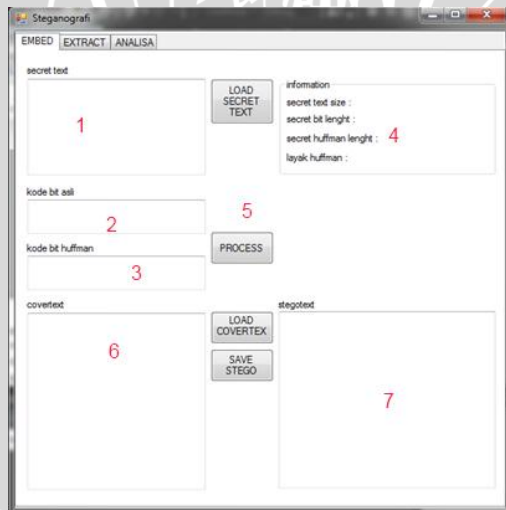 Steganografi
EMBED EXTRACT ANALISA
secret text
1
LOAD
SECRET
TEXT
information
secret text size :
secret bit lenght :
secret huffman lenght :
layak huffman :
4
kode bit asli
2
5
kode bit huffman
3
PROCESS
covertext
6
LOAD
COVERTEX
SAVE
STEGO
stegotext
7